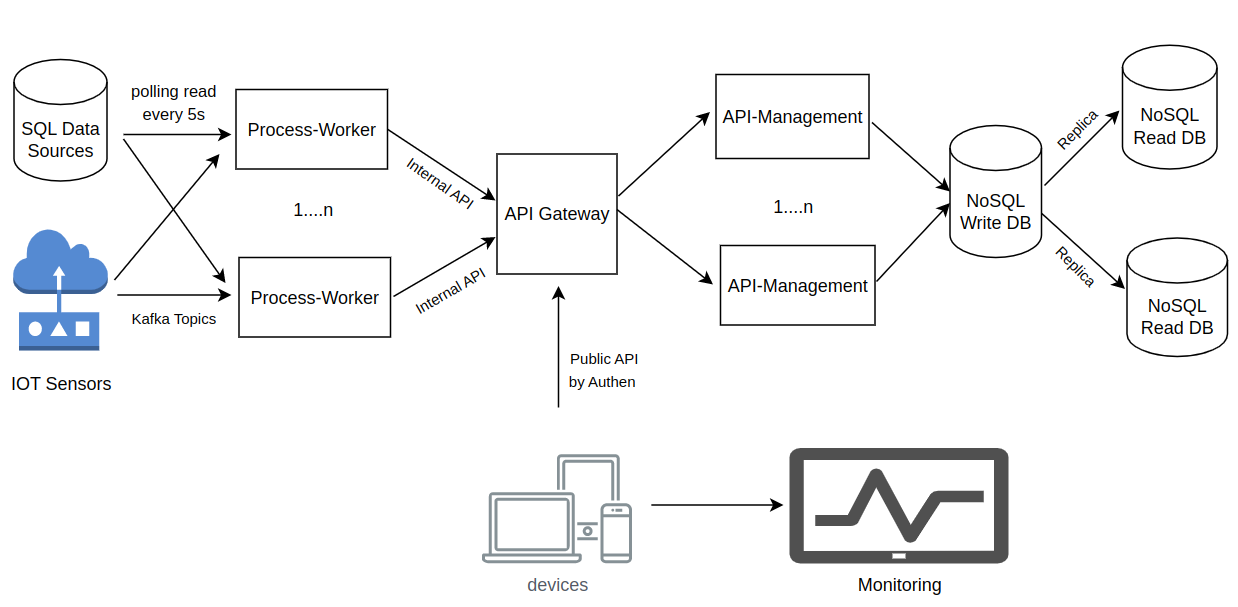 polling read
every 5s
SQL Data
Sources
Process-Worker
Internal API
1....n
API Gateway
Process-Worker
Internal API
Kafka Topics
IOT Sensors
API-Management
1....n
API-Management
NoSQL
Write DB
Replica
NoSQL
Read DB
Replica
NoSQL
Read DB
Public API
by Authen
devices
Monitoring